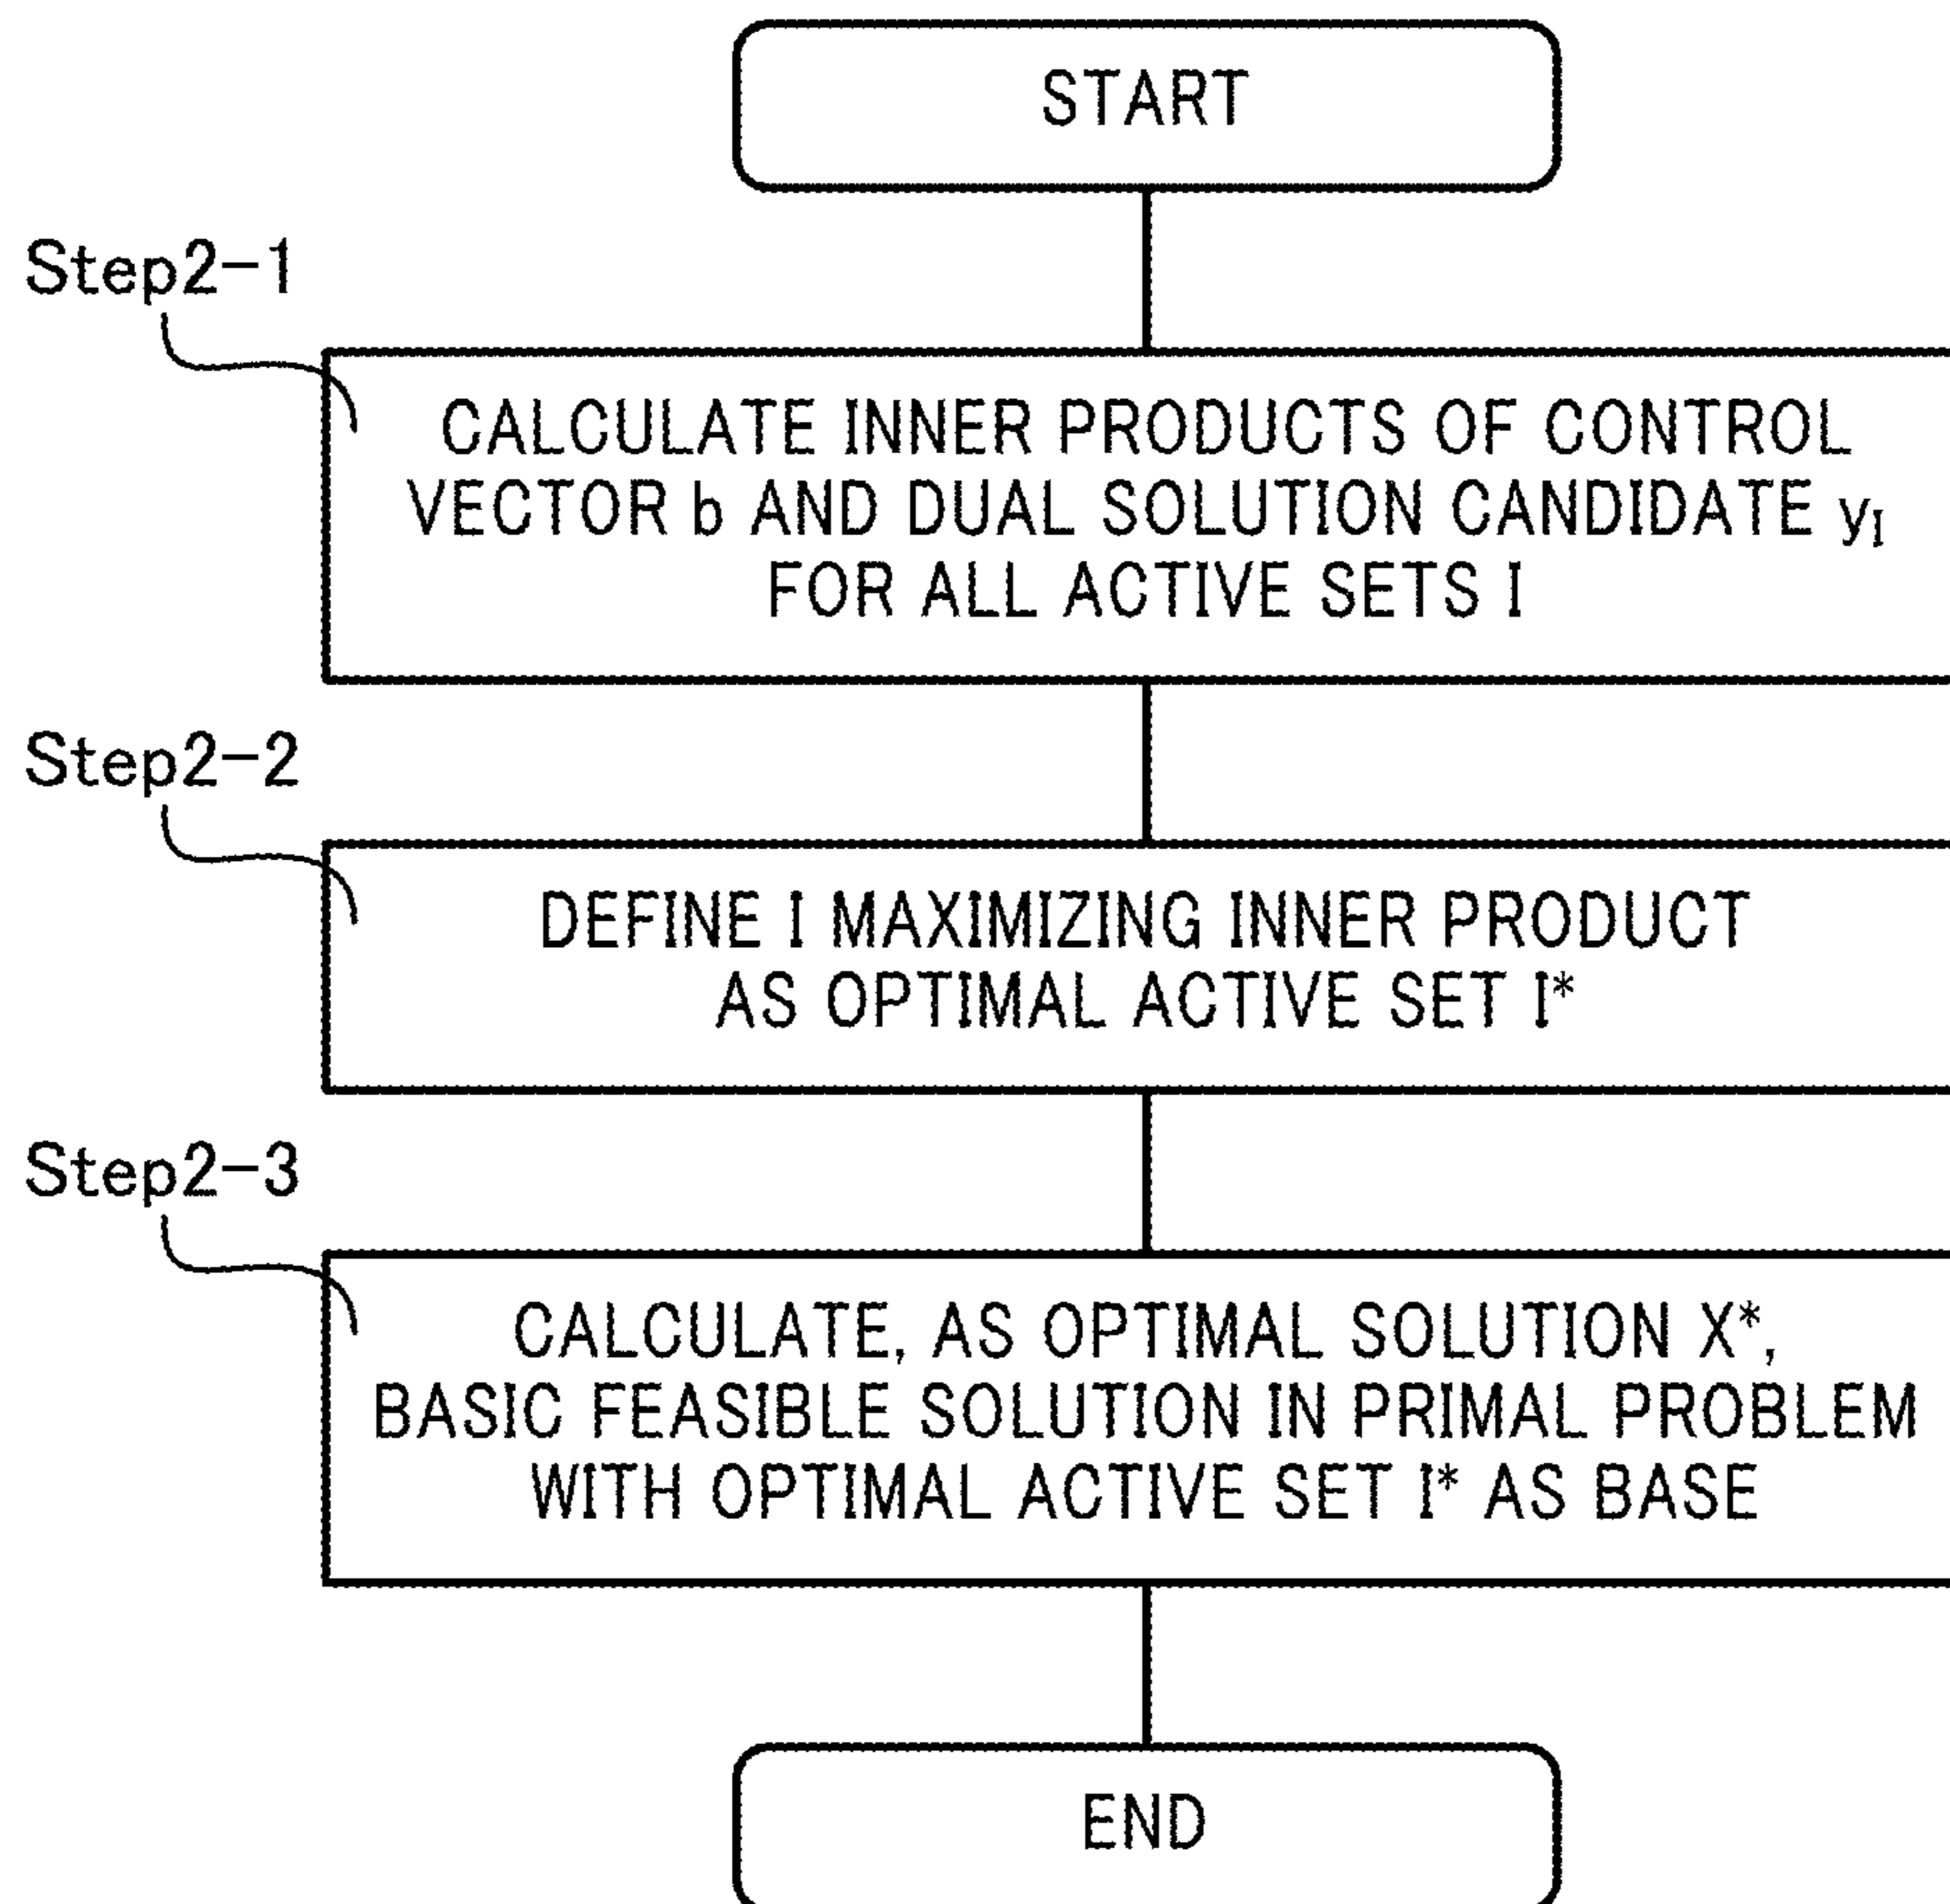 START
Step2-1
CALCULATE INNER PRODUCTS OF CONTROL
VECTOR b AND DUAL SOLUTION CANDIDATE yI
FOR ALL ACTIVE SETS I
Step2-2
DEFINE I MAXIMIZING INNER PRODUCT
AS OPTIMAL ACTIVE SET I*
Step2-3
CALCULATE, AS OPTIMAL SOLUTION X*,
BASIC FEASIBLE SOLUTION IN PRIMAL PROBLEM
WITH OPTIMAL ACTIVE SET I* AS BASE
END